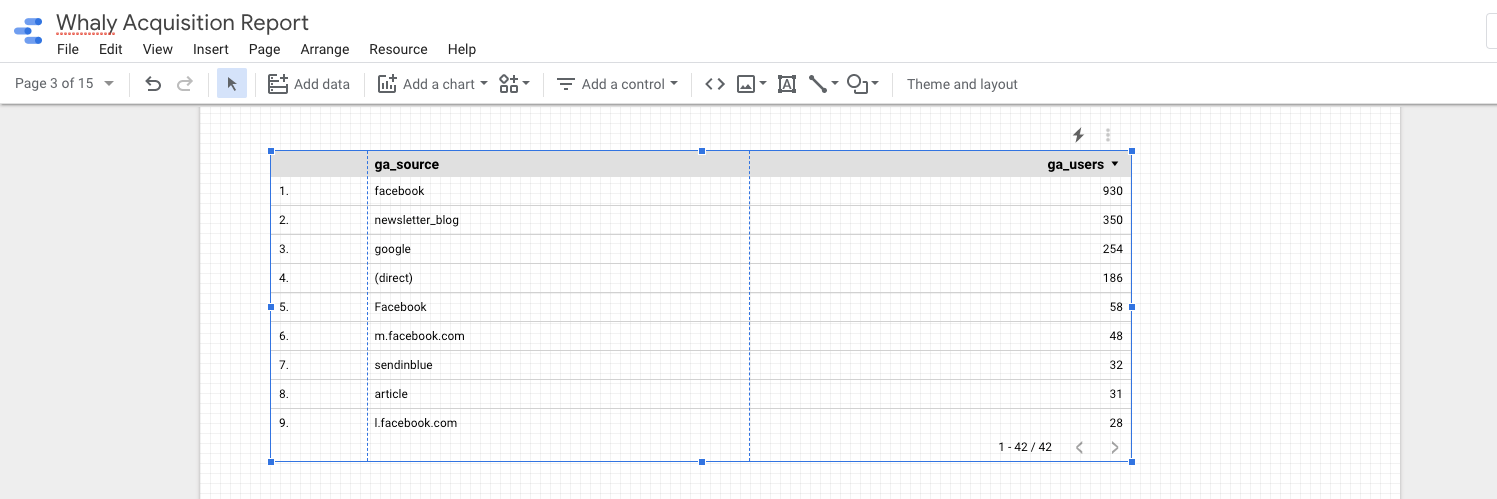 Whaly Acquisition Report
File Edit View Insert Page Arrange Resource Help
Page 3 of 15 Add data Add a chart Add a control Theme and layout
ga_source ga_users
1. facebook 930
2. newsletter_blog 350
3. google 254
4. (direct) 186
5. Facebook 58
6. m.facebook.com 48
7. sendinblue 32
8. article 31
9. l.facebook.com 28
1 - 42 / 42